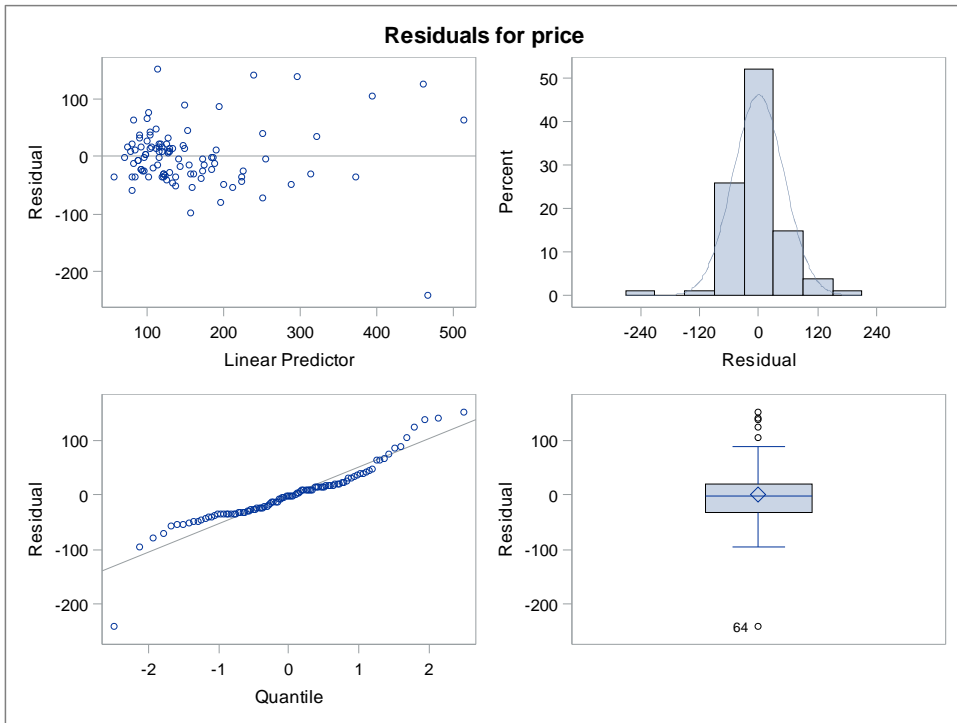 Residuals for price
Residual
100
0
-100
-200
100 200 300 400 500
Linear Predictor
Percent
50
40
30
20
10
0
-240 -120 0 120 240
Residual
Residual
100
0
-100
-200
-2 -1 0 1 2
Quantile
Residual
100
0
-100
-200
64